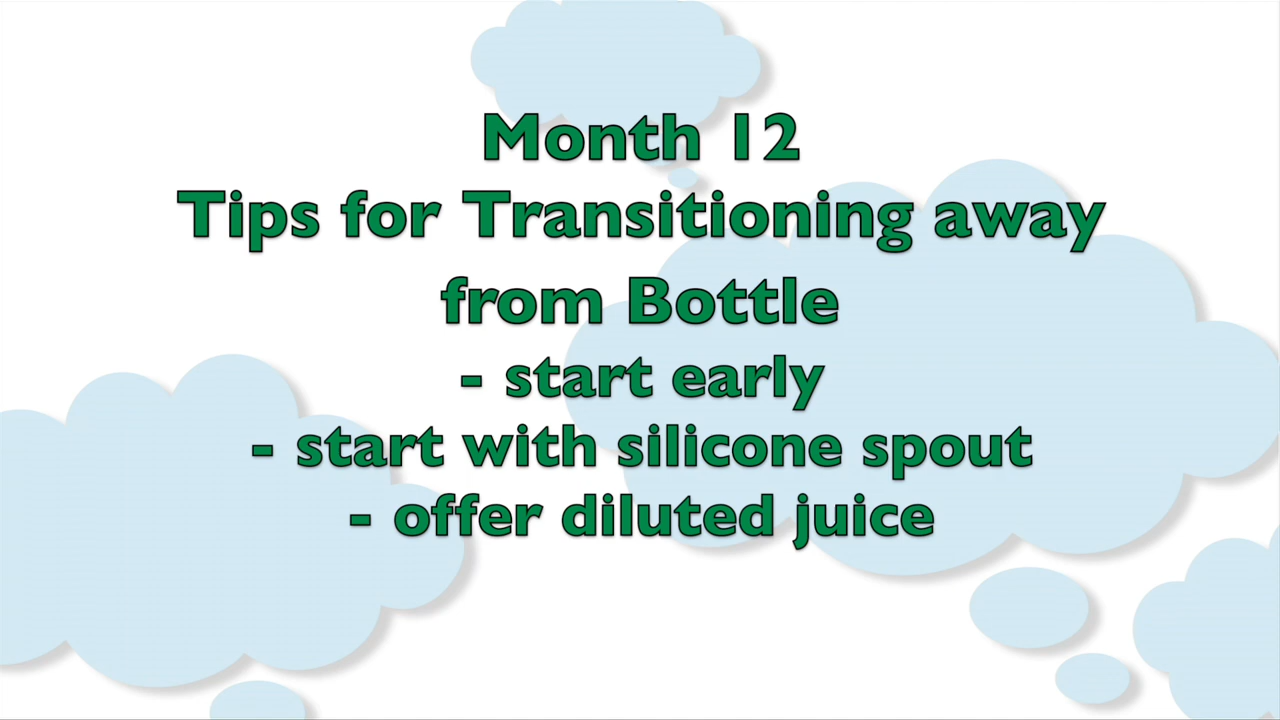 Month 12
Tips for Transitioning away
from Bottle
- start early
- start with silicone spout
- offer diluted juice